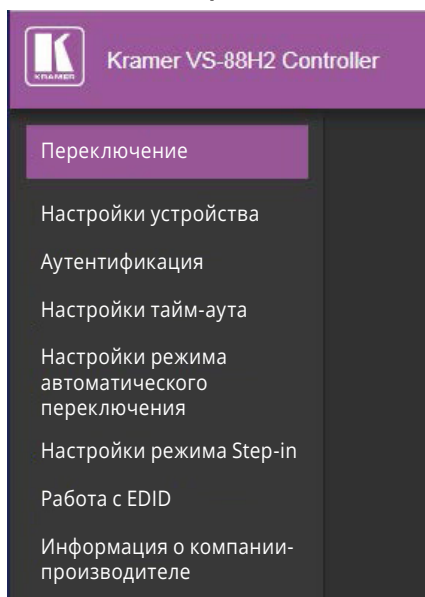 KRAMER
Kramer VS-88H2 Controller
Переключение
Настройки устройства
Аутентификация
Настройки тайм-аута
Настройки режима
автоматического
переключения
Настройки режима Step-in
Работа с EDID
Информация о компании-
производителе